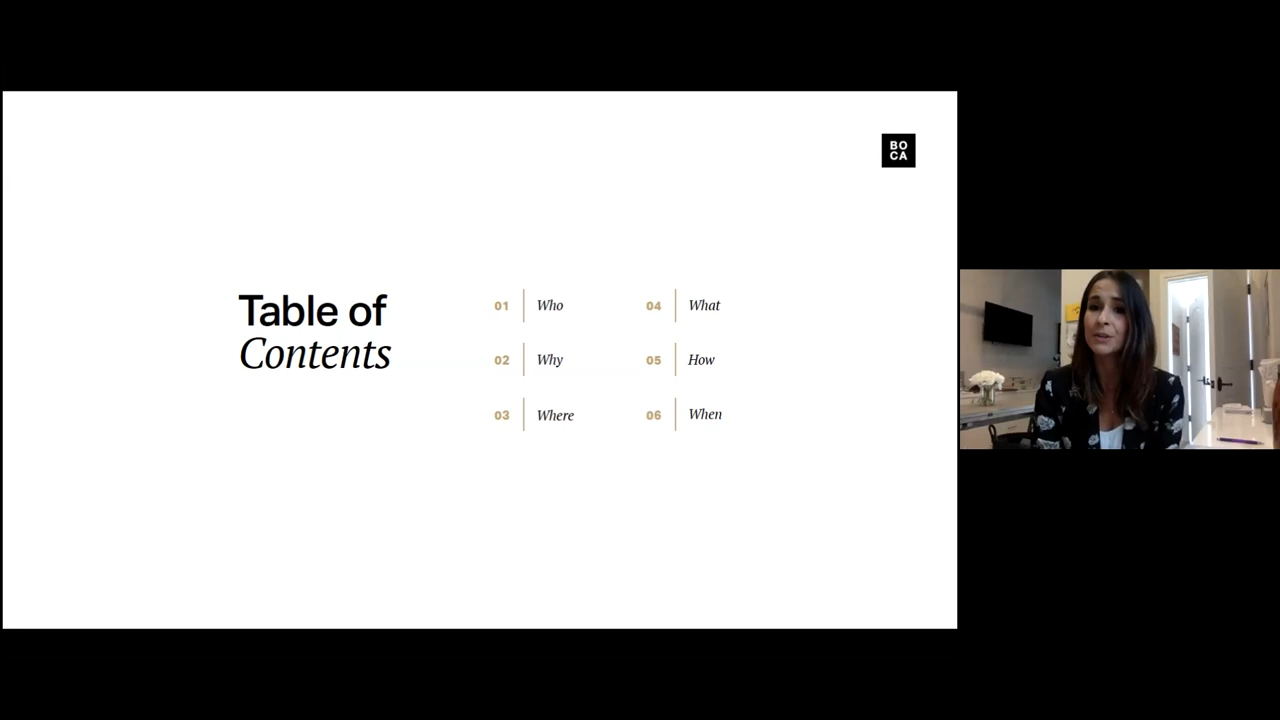 BO
CA
Table of
Contents
01 Who
02 Why
03 Where
04 What
05 How
06 When